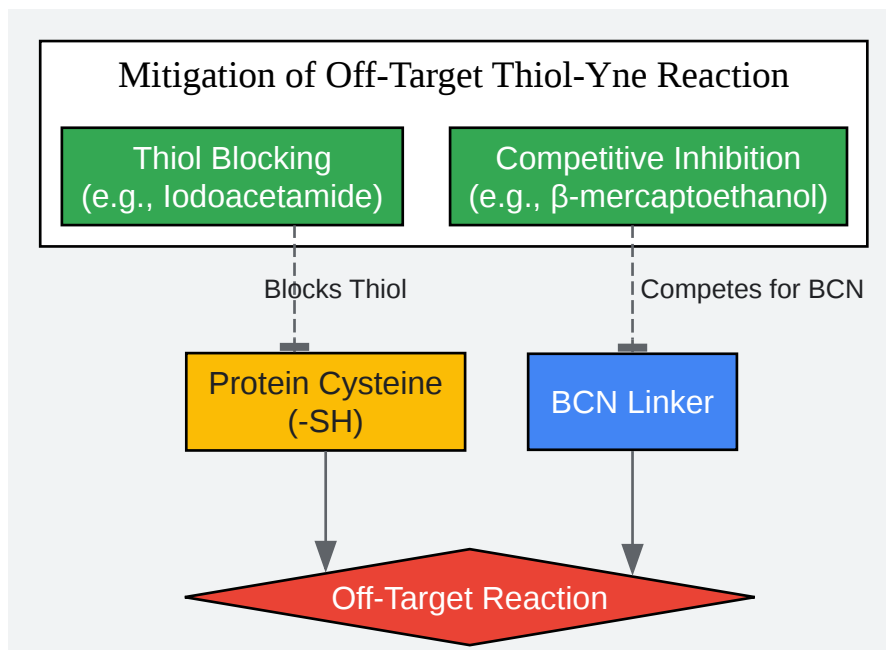 Mitigation of Off-Target Thiol-Yne Reaction
Thiol Blocking
(e.g., Iodoacetamide)
Competitive Inhibition
(e.g., β-mercaptoethanol)
Blocks Thiol
Competes for BCN
Protein Cysteine
(-SH)
BCN Linker
Off-Target Reaction